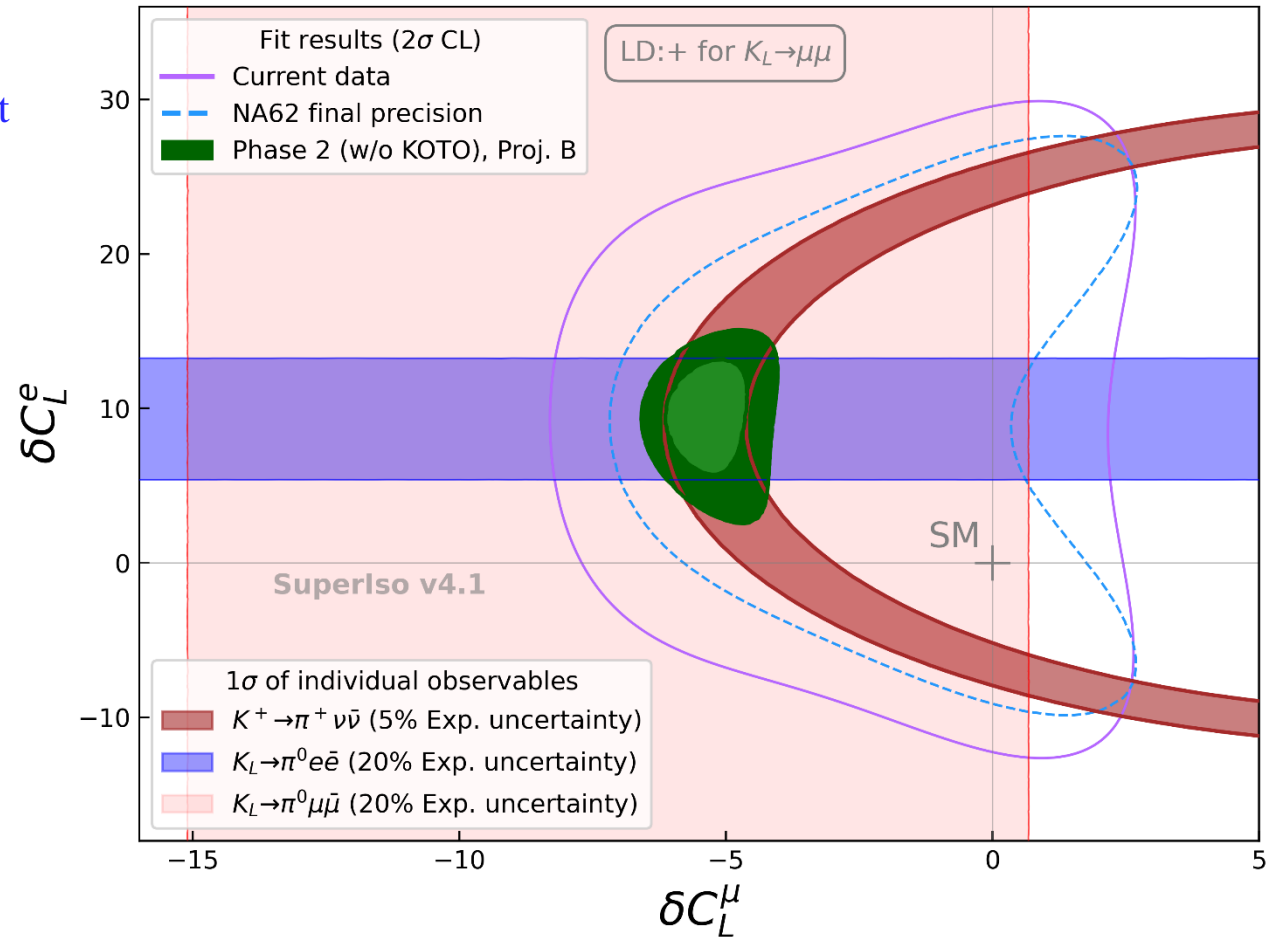 t
Fit results (2σ CL)
Current data
NA62 final precision
Phase 2 (w/o KOTO), Proj. B
LD:+ for K_L→μμ
SM
SuperIso v4.1
1σ of individual observables
K⁺→π⁺νν̄ (5% Exp. uncertainty)
K_L→π⁰eē (20% Exp. uncertainty)
K_L→π⁰μμ̄ (20% Exp. uncertainty)
30
20
10
0
−10
δC_L^e
−15
−10
−5
0
5
δC_L^μ